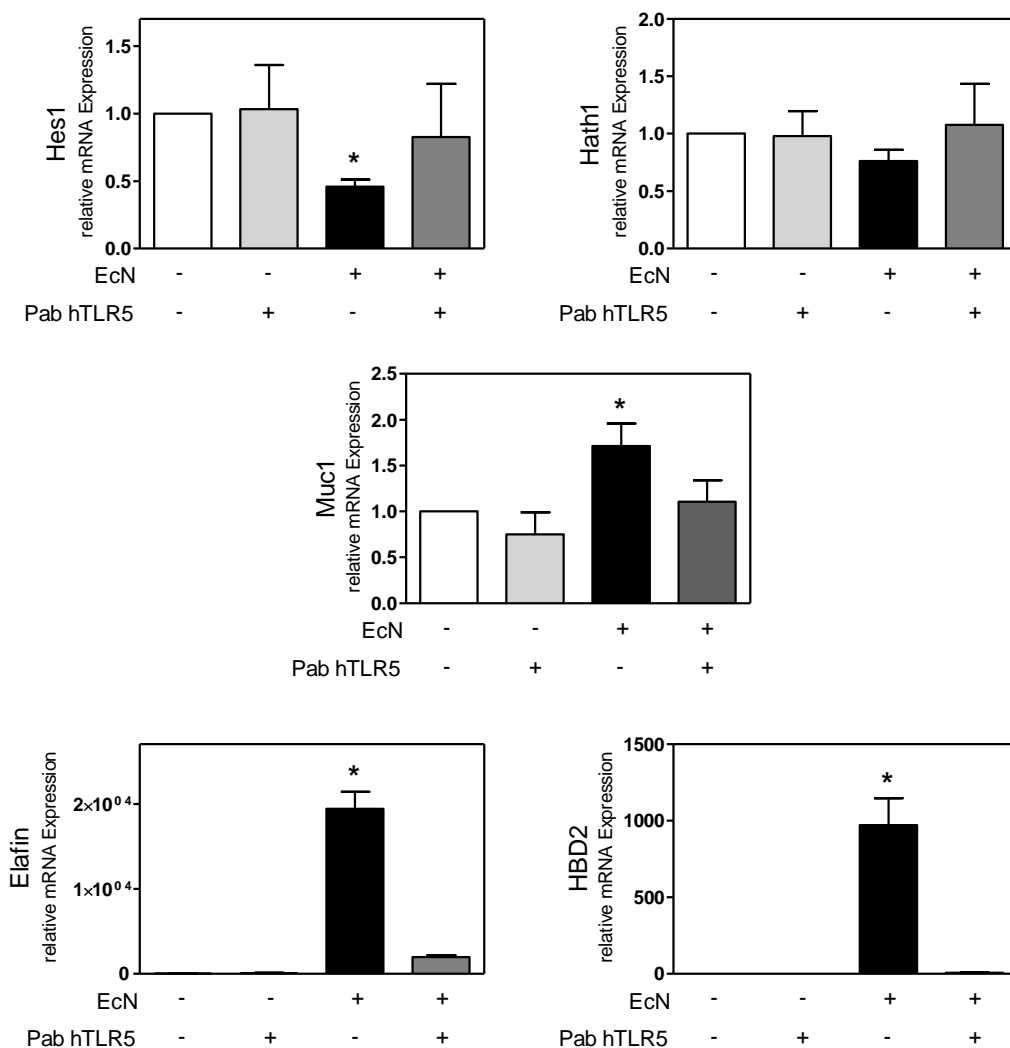 Hes1
relative mRNA Expression
1.5
1.0
0.5
0.0
*
EcN - - + +
Pab hTLR5 - + - +
Hath1
relative mRNA Expression
2.0
1.5
1.0
0.5
0.0
EcN - - + +
Pab hTLR5 - + - +
Muc1
relative mRNA Expression
2.5
2.0
1.5
1.0
0.5
0.0
*
EcN - - + +
Pab hTLR5 - + - +
Elafin
relative mRNA Expression
2×10⁰⁴
1×10⁰⁴
0
*
EcN - - + +
Pab hTLR5 - + - +
HBD2
relative mRNA Expression
1500
1000
500
0
*
EcN - - + +
Pab hTLR5 - + - +